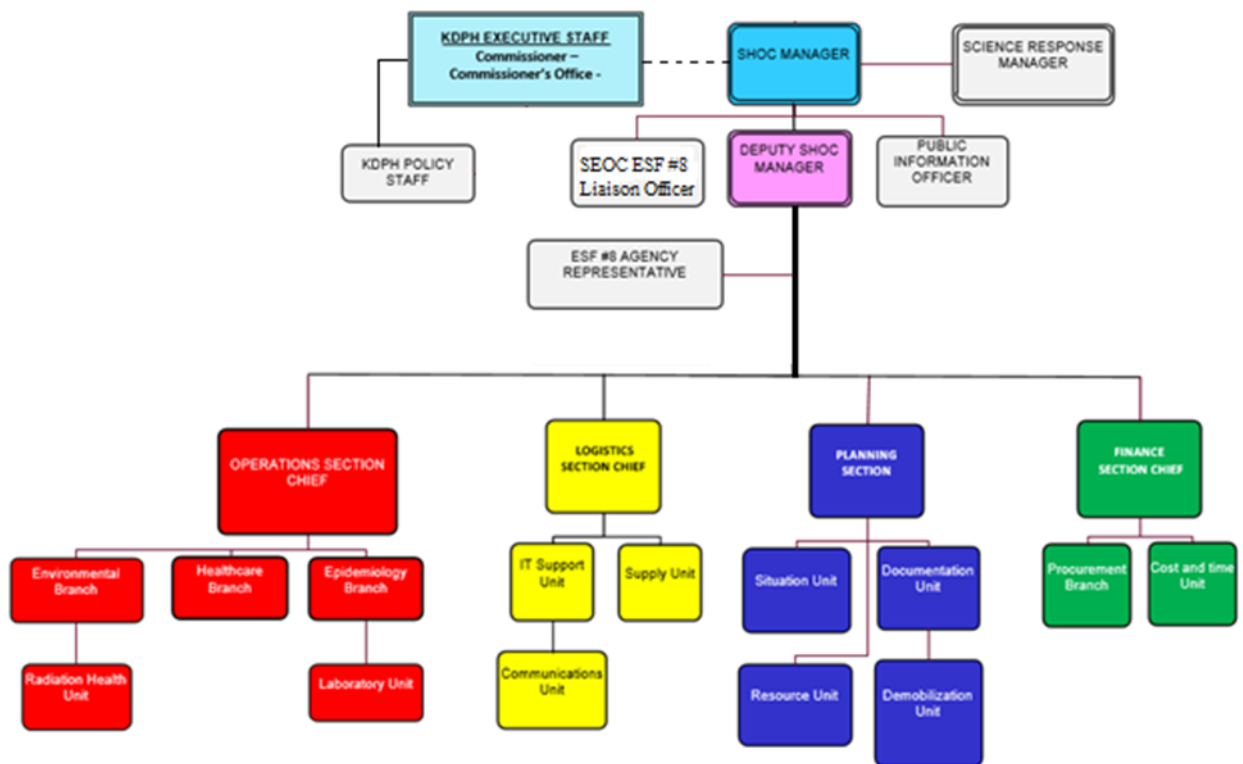 KDPH EXECUTIVE STAFF
Commissioner –
Commissioner's Office -
SHOC MANAGER
SCIENCE RESPONSE
MANAGER
KDPH POLICY
STAFF
SEOC ESF #8
Liaison Officer
DEPUTY SHOC
MANAGER
PUBLIC
INFORMATION
OFFICER
ESF #8 AGENCY
REPRESENTATIVE
OPERATIONS SECTION
CHIEF
LOGISTICS
SECTION CHIEF
PLANNING
SECTION
FINANCE
SECTION CHIEF
Environmental
Branch
Healthcare
Branch
Epidemiology
Branch
IT Support
Unit
Supply Unit
Situation Unit
Documentation
Unit
Procurement
Branch
Cost and time
Unit
Radiation Health
Unit
Laboratory Unit
Communications
Unit
Resource Unit
Demobilization
Unit